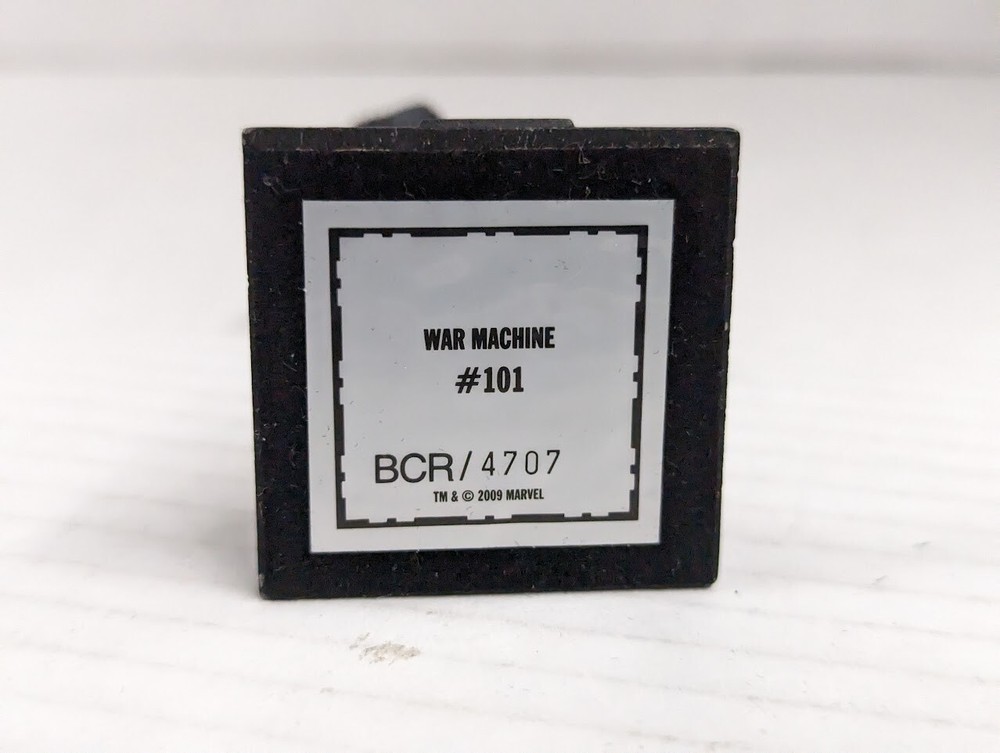 WAR MACHINE
#101
BCR/4707
TM & © 2009 MARVEL